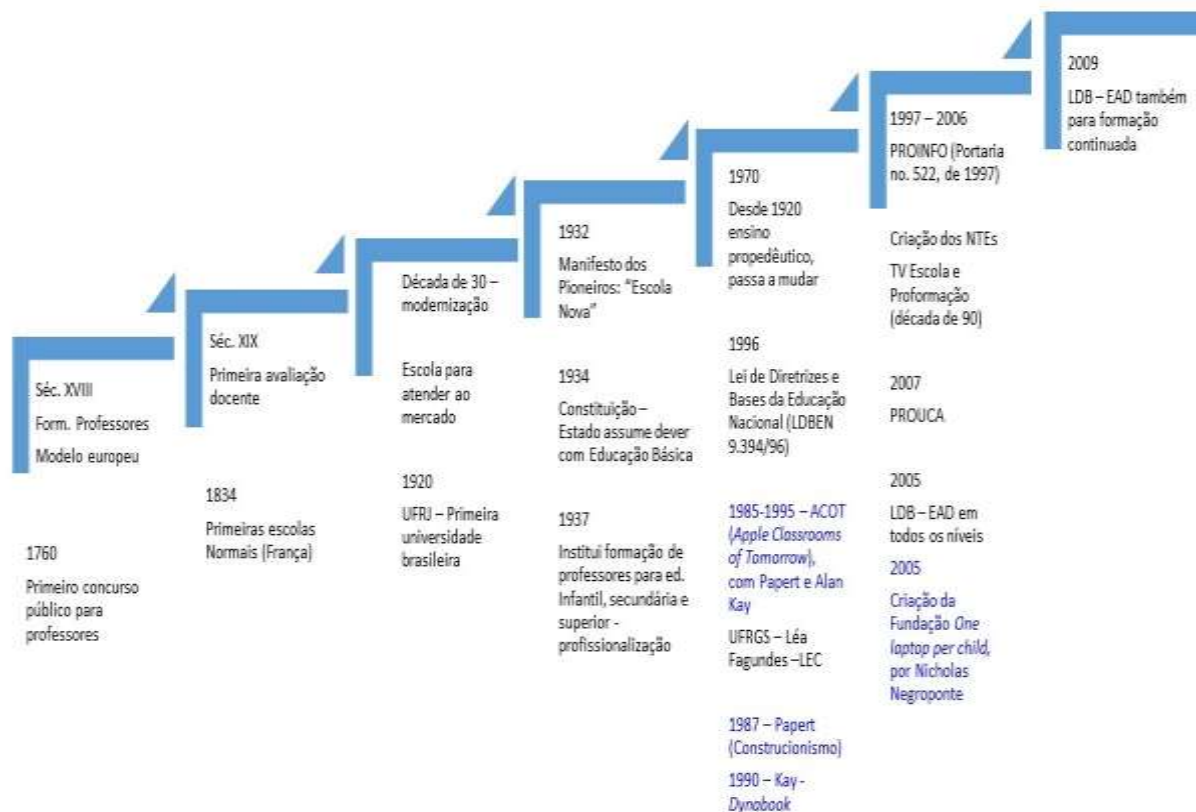 Séc. XVIII
Form. Professores
Modelo europeu
1760
Primeiro concurso
público para
professores
Séc. XIX
Primeira avaliação
docente
1834
Primeiras escolas
Normais (França)
Década de 30 –
modernização
Escola para
atender ao
mercado
1920
UFRJ – Primeira
universidade
brasileira
1932
Manifesto dos
Pioneiros: "Escola
Nova"
1934
Constituição –
Estado assume dever
com Educação Básica
1937
Institui formação de
professores para ed.
Infantil, secundária e
superior -
profissionalização
1970
Desde 1920
ensino
propedêutico,
passa a mudar
1996
Lei de Diretrizes e
Bases da Educação
Nacional (LDBEN
9.394/96)
1985-1995 – ACOT
(Apple Classrooms
of Tomorrow),
com Papert e Alan
Kay
UFRGS – Léa
Fagundes –LEC
1987 – Papert
(Construcionismo)
1990 – Kay -
Dynabook
1997 – 2006
PROINFO (Portaria
no. 522, de 1997)
Criação dos NTEs
TV Escola e
Proformação
(década de 90)
2007
PROUCA
2005
LDB – EAD em
todos os níveis
2005
Criação da
Fundação One
laptop per child,
por Nicholas
Negroponte
2009
LDB – EAD também
para formação
continuada